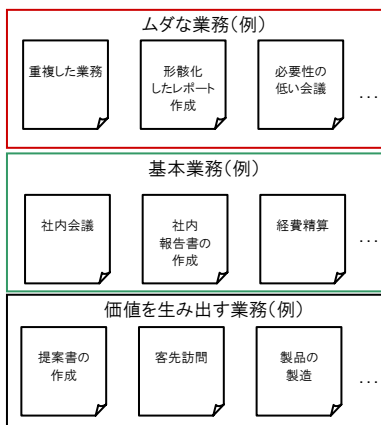 ムダな業務(例)
重複した業務
形骸化
したレポート
作成
必要性の
低い会議
...
基本業務(例)
社内会議
社内
報告書の
作成
経費精算
...
価値を生み出す業務(例)
提案書の
作成
客先訪問
製品の
製造
...